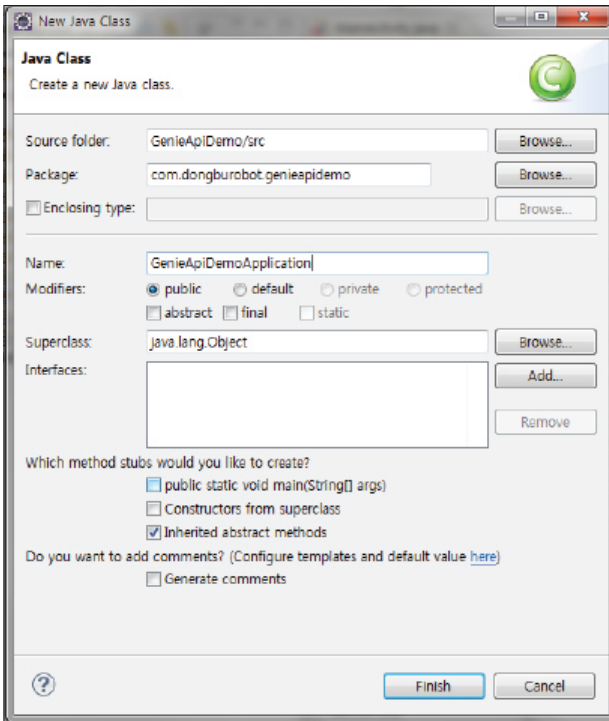 New Java Class
Java Class
Create a new Java class.
Source folder: GenieApiDemo/src Browse...
Package: com.dongburobot.genieapidemo Browse...
Enclosing type: Browse...
Name: GenieApiDemoApplication
Modifiers: public default private protected
abstract final static
Superclass: java.lang.Object Browse...
Interfaces: Add...
Remove
Which method stubs would you like to create?
public static void main(String[] args)
Constructors from superclass
Inherited abstract methods
Do you want to add comments? (Configure templates and default value here)
Generate comments
? Finish Cancel